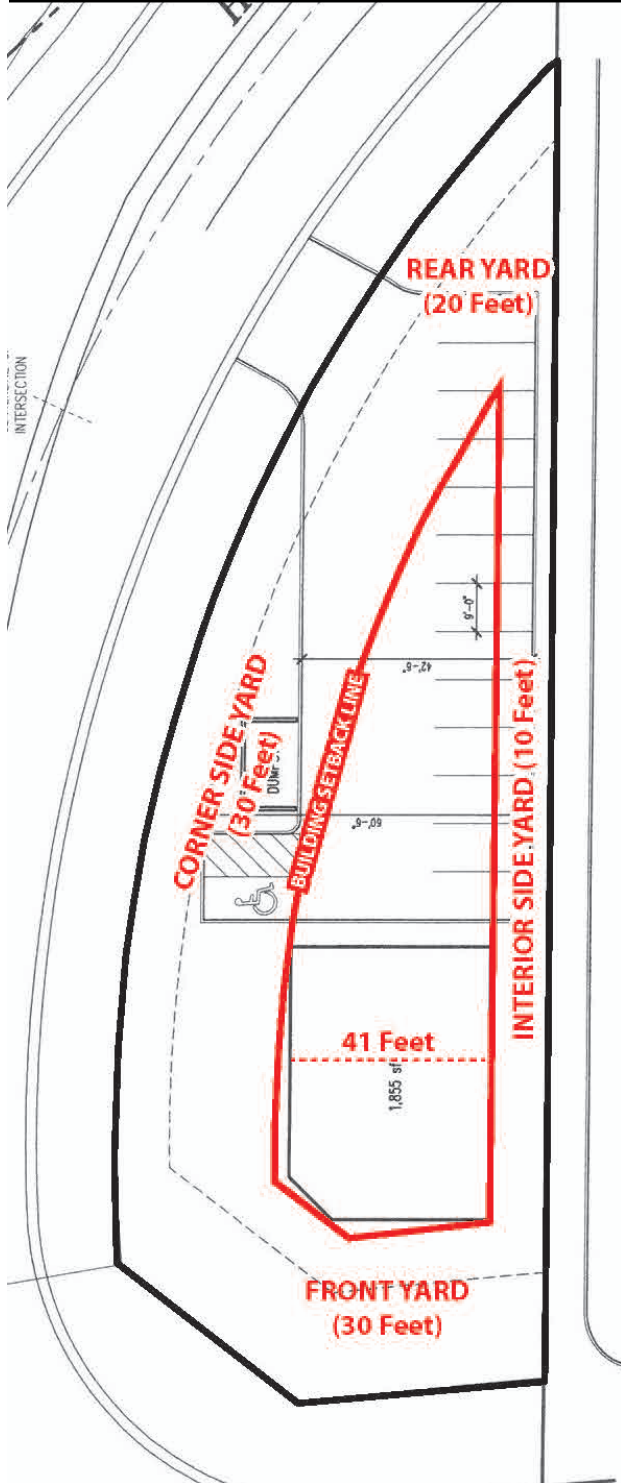 H
REAR YARD
(20 Feet)
INTERSECTION
9'-0"
42'-6"
CORNER SIDE YARD
(30 Feet)
BUILDING SETBACK LINE
INTERIOR SIDE YARD (10 Feet)
60'-6"
41 Feet
1,855 sf
FRONT YARD
(30 Feet)